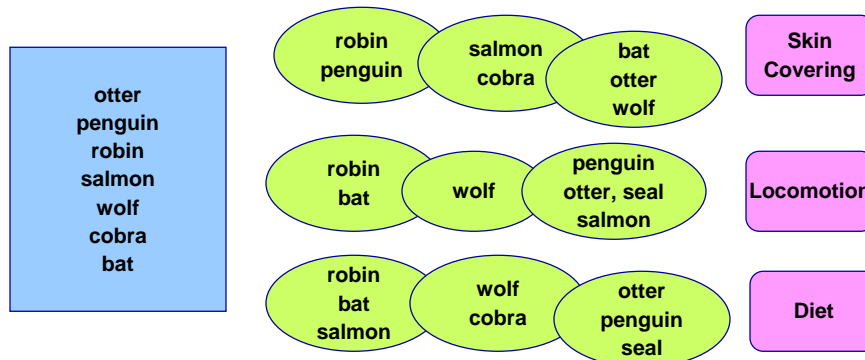 otter
penguin
robin
salmon
wolf
cobra
bat
robin
penguin
salmon
cobra
bat
otter
wolf
Skin
Covering
robin
bat
wolf
penguin
otter, seal
salmon
Locomotion
robin
bat
salmon
wolf
cobra
otter
penguin
seal
Diet